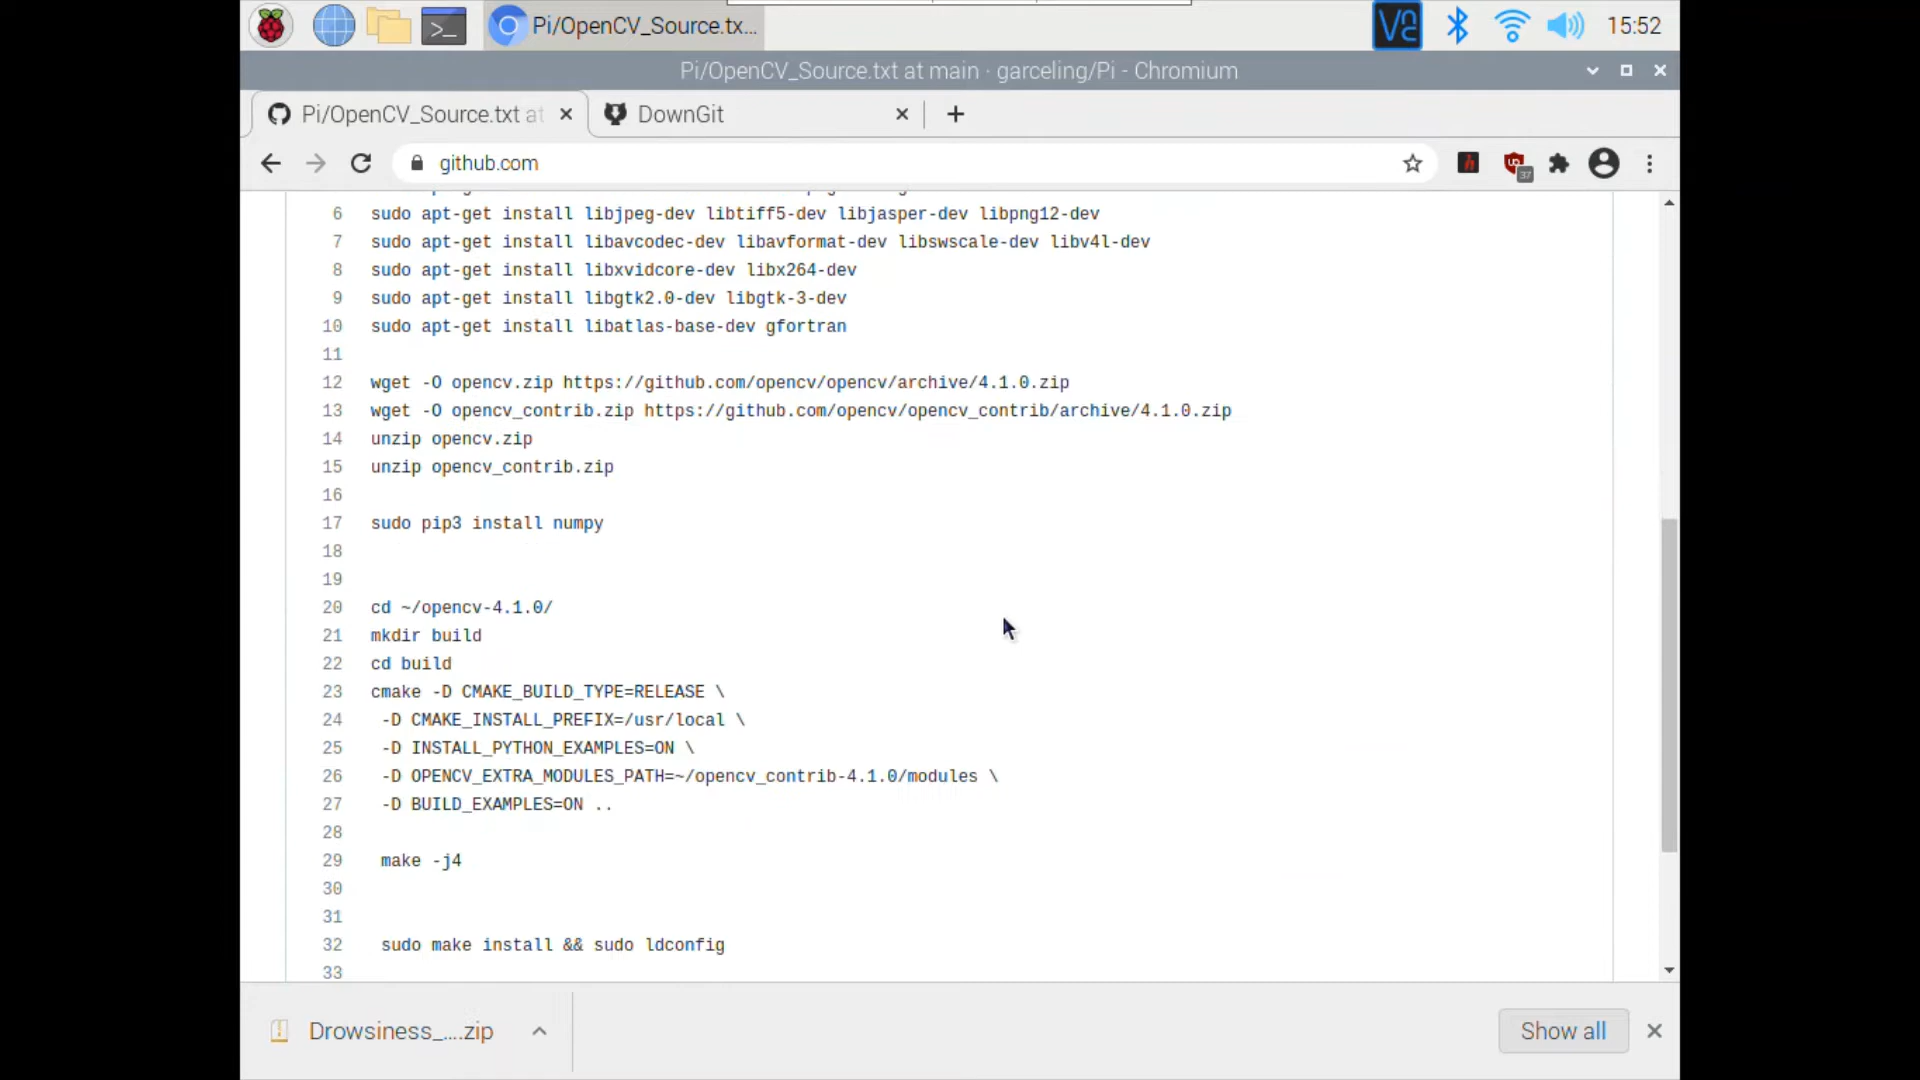 Pi/OpenCV_Source.tx...
15:52
Pi/OpenCV_Source.txt at main · garceling/Pi - Chromium
Pi/OpenCV_Source.txt at
DownGit
github.com
37
6 sudo apt-get install libjpeg-dev libtiff5-dev libjasper-dev libpng12-dev
7 sudo apt-get install libavcodec-dev libavformat-dev libswscale-dev libv4l-dev
8 sudo apt-get install libxvidcore-dev libx264-dev
9 sudo apt-get install libgtk2.0-dev libgtk-3-dev
10 sudo apt-get install libatlas-base-dev gfortran
11
12 wget -O opencv.zip https://github.com/opencv/opencv/archive/4.1.0.zip
13 wget -O opencv_contrib.zip https://github.com/opencv/opencv_contrib/archive/4.1.0.zip
14 unzip opencv.zip
15 unzip opencv_contrib.zip
16
17 sudo pip3 install numpy
18
19
20 cd ~/opencv-4.1.0/
21 mkdir build
22 cd build
23 cmake -D CMAKE_BUILD_TYPE=RELEASE \
24 -D CMAKE_INSTALL_PREFIX=/usr/local \
25 -D INSTALL_PYTHON_EXAMPLES=ON \
26 -D OPENCV_EXTRA_MODULES_PATH=~/opencv_contrib-4.1.0/modules \
27 -D BUILD_EXAMPLES=ON ..
28
29 make -j4
30
31
32 sudo make install && sudo ldconfig
33
Drowsiness_....zip
Show all